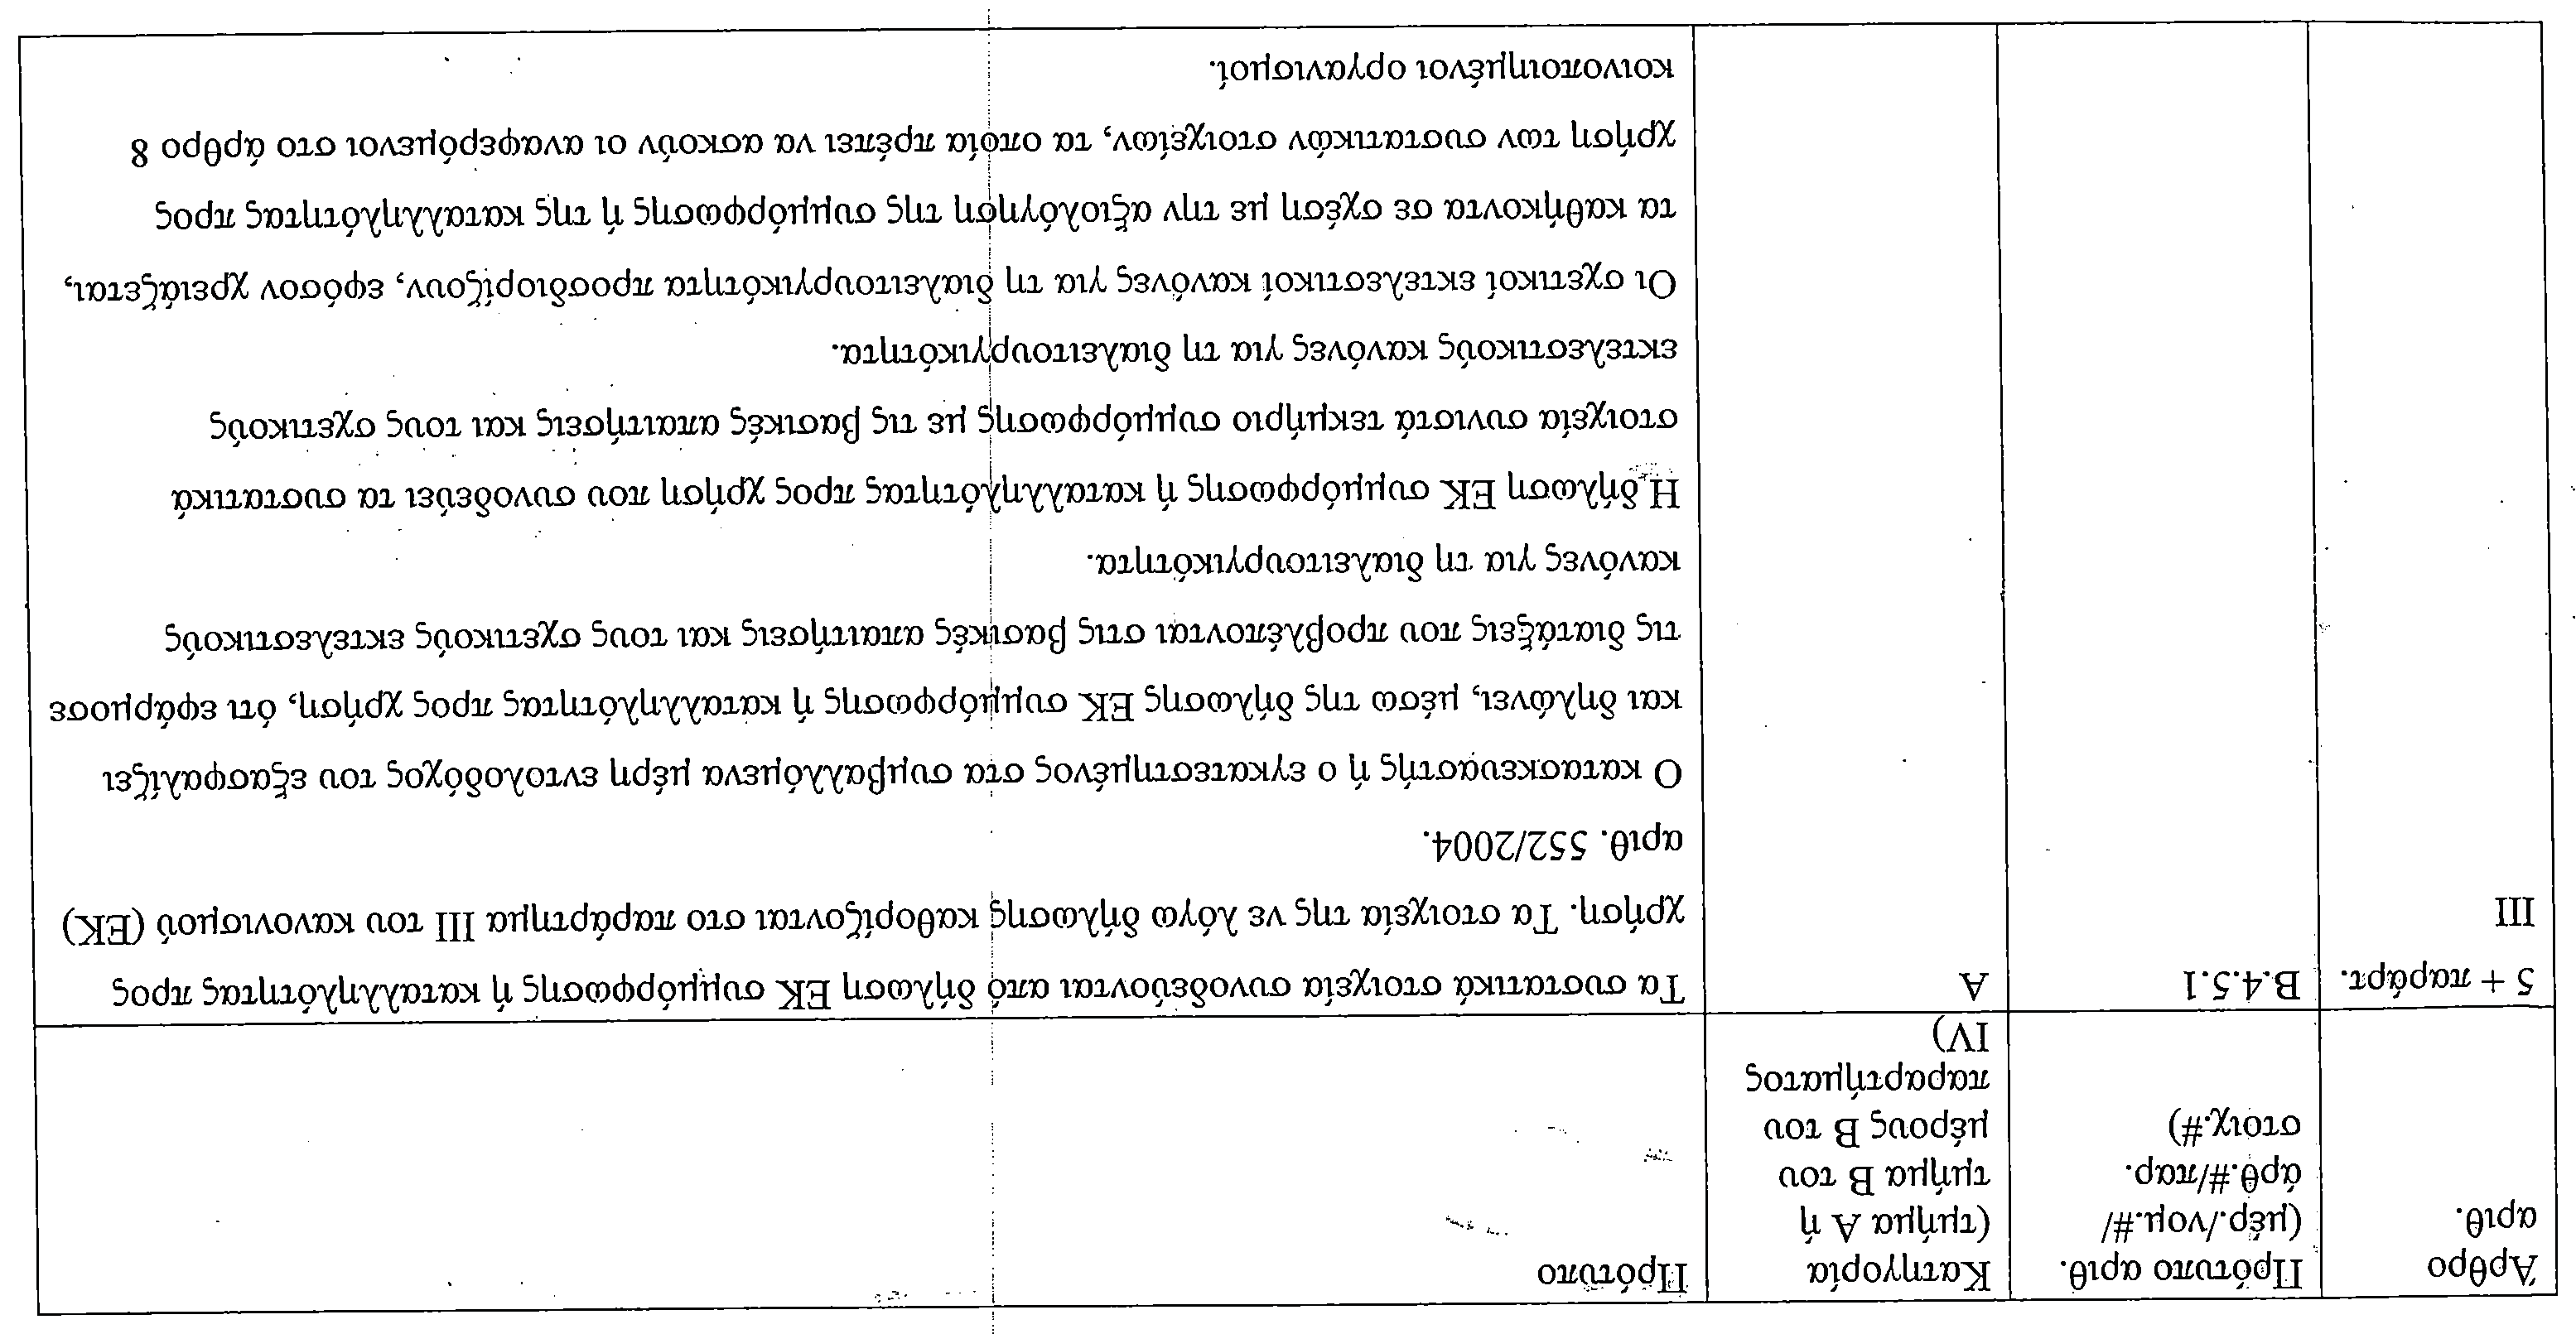 Άρθρο αριθ.
Πρότυπο αριθ.
(μέρ./νομ.#/
άρθ.#/παρ.
στοιχ.#)
Κατηγορία
(τμήμα Α ή
τμήμα Β του
μέρους Β του
παραρτήματος
IV)
Πρότυπο
5 + παράρτ.
III
B.4.5.1
A
Τα συστατικά στοιχεία συνοδεύονται από δήλωση ΕΚ συμμόρφωσης ή καταλληλότητας προς
χρήση. Τα στοιχεία της νε λόγω δήλωσης καθορίζονται στο παράρτημα III του κανονισμού (ΕΚ)
αριθ. 552/2004.
Ο κατασκευαστής ή ο εγκατεστημένος στα συμβαλλόμενα μέρη εντολοδόχος του εξασφαλίζει
και δηλώνει, μέσω της δήλωσης ΕΚ συμμόρφωσης ή καταλληλότητας προς χρήση, ότι εφάρμοσε
τις διατάξεις που προβλέπονται στις βασικές απαιτήσεις και τους σχετικούς εκτελεστικούς
κανόνες για τη διαλειτουργικότητα.
Η δήλωση ΕΚ συμμόρφωσης ή καταλληλότητας προς χρήση που συνοδεύει τα συστατικά
στοιχεία συνιστά τεκμήριο συμμόρφωσης με τις βασικές απαιτήσεις και τους σχετικούς
εκτελεστικούς κανόνες για τη διαλειτουργικότητα.
Οι σχετικοί εκτελεστικοί κανόνες για τη διαλειτουργικότητα προσδιορίζουν, εφόσον χρειάζεται,
τα καθήκοντα σε σχέση με την αξιολόγηση της συμμόρφωσης ή της καταλληλότητας προς
χρήση των συστατικών στοιχείων, τα οποία πρέπει να ασκούν οι αναφερόμενοι στο άρθρο 8
κοινοποιημένοι οργανισμοί.